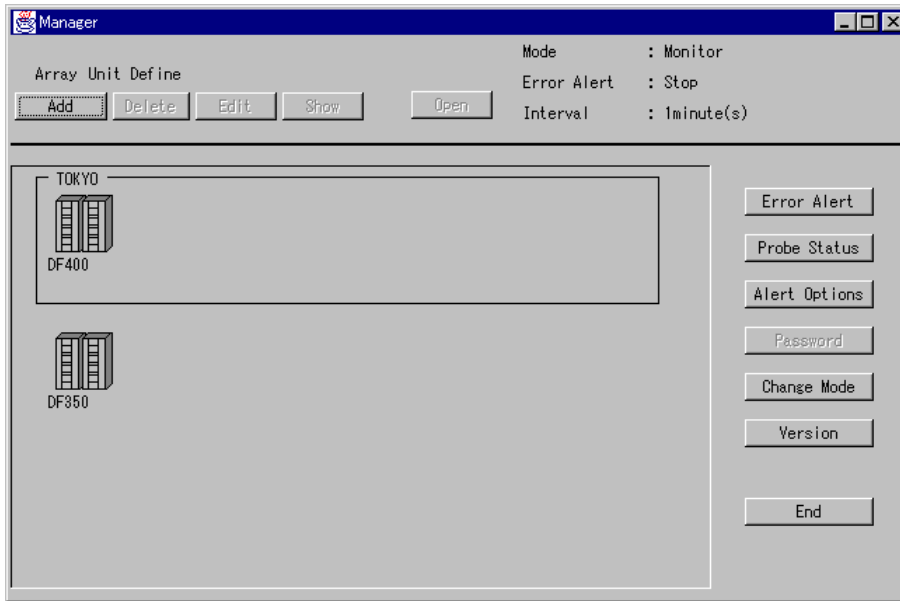 Manager
Array Unit Define
Add Delete Edit Show Open
Mode : Monitor
Error Alert : Stop
Interval : 1minute(s)
TOKYO
DF400
DF350
Error Alert
Probe Status
Alert Options
Password
Change Mode
Version
End